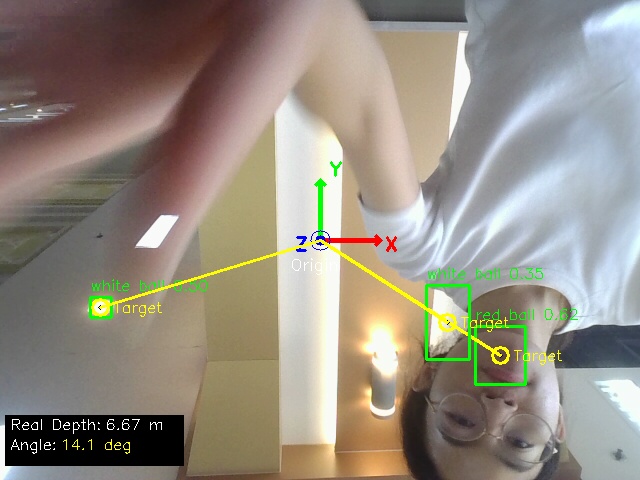 Y
Z
X
Origin
white ball 0.35
white ball 0.50
red ball 0.62
Target
Target
Target
Real Depth: 6.67 m
Angle: 14.1 deg